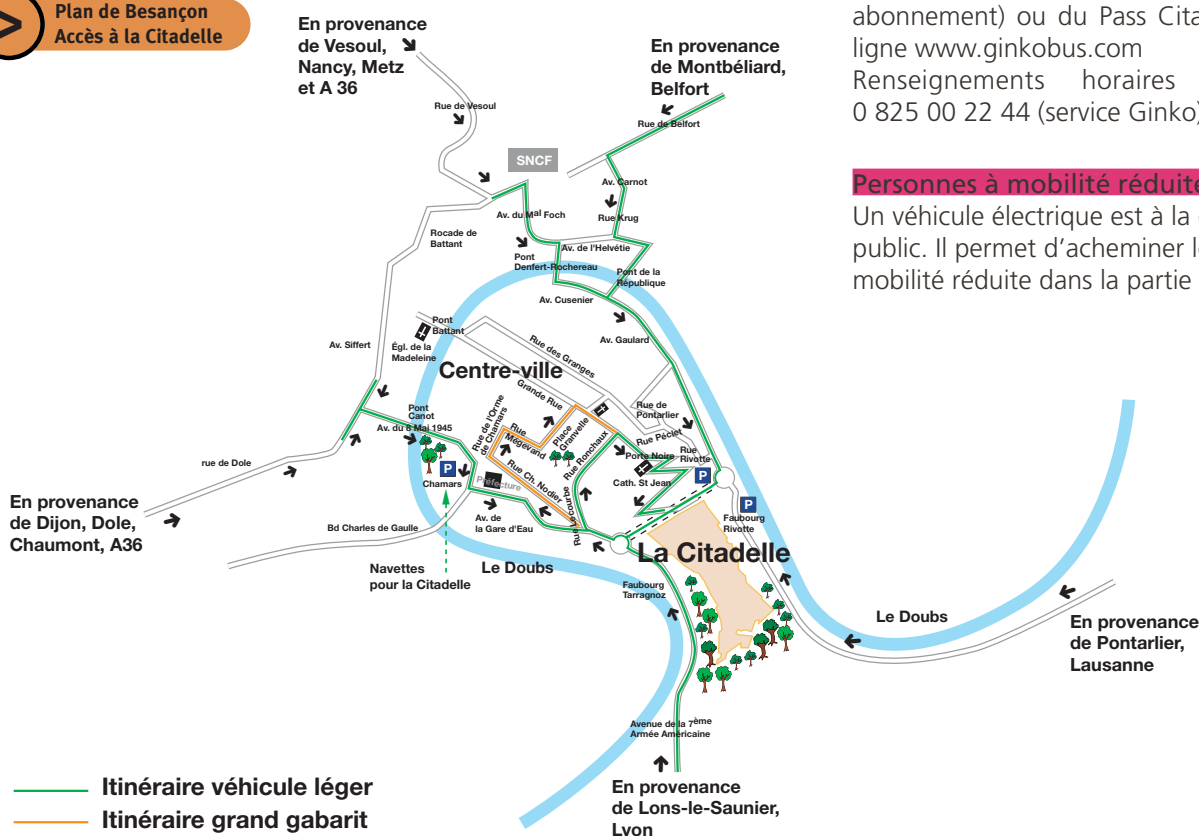 >
Plan de Besançon
Accès à la Citadelle
En provenance
de Vesoul,
Nancy, Metz
et A 36
En provenance
de Montbéliard,
Belfort
abonnement) ou du Pass Cita
ligne www.ginkobus.com
Renseignements horaires
0 825 00 22 44 (service Ginko)
Personnes à mobilité réduite
Un véhicule électrique est à la
public. Il permet d'acheminer l
mobilité réduite dans la partie
Rue de Vesoul
Rue de Belfort
SNCF
Av. Carnot
Rue Krug
Av. du Mal Foch
Rocade de
Battant
Av. de l'Helvétie
Pont
Denfert-Rochereau
Pont de la
République
Av. Cusenier
Pont
Battant
Av. Gaulard
Av. Siffert
Égl. de la
Madeleine
Rue des Granges
Centre-ville
Grande Rue
Pont
Canot
Av. du 8 Mai 1945
Rue de l'Orme
de Chamars
Rue
Mégevand
Place
Granvelle
Rue de
Pontarlier
Rue Péclet
Rue
Rivotte
Rue Ronchaux
Porte Noire
rue de Dole
P
Chamars
Préfecture
Rue Ch. Nodier
Cath. St Jean
P
P
Faubourg
Rivotte
En provenance
de Dijon, Dole,
Chaumont, A36
Bd Charles de Gaulle
Av. de
la Gare d'Eau
Rue Lecourbe
La Citadelle
Navettes
pour la Citadelle
Le Doubs
Faubourg
Tarragnoz
Le Doubs
En provenance
de Pontarlier,
Lausanne
Avenue de la 7ème
Armée Américaine
Itinéraire véhicule léger
Itinéraire grand gabarit
En provenance
de Lons-le-Saunier,
Lyon